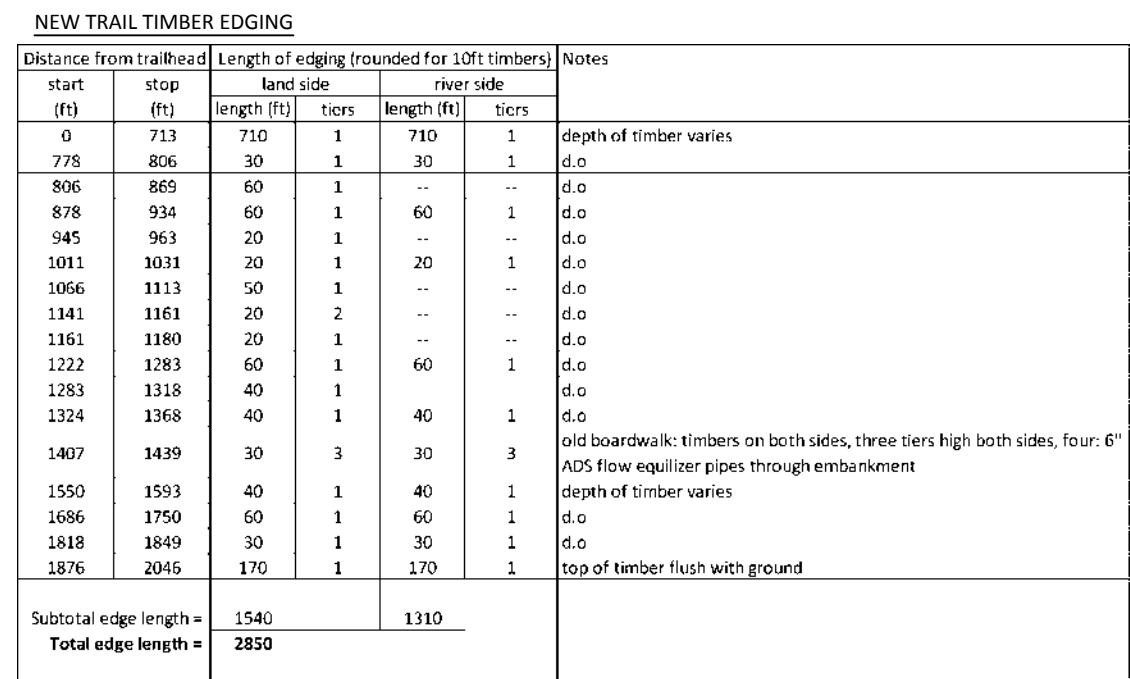 NEW TRAIL TIMBER EDGING
Distance from trailhead Length of edging (rounded for 10ft timbers) Notes
start stop land side river side
(ft) (ft) length (ft) tiers length (ft) tiers
0 713 710 1 710 1 depth of timber varies
778 806 30 1 30 1 d.o
806 869 60 1 -- -- d.o
878 934 60 1 60 1 d.o
945 963 20 1 -- -- d.o
1011 1031 20 1 20 1 d.o
1066 1113 50 1 -- -- d.o
1141 1161 20 2 -- -- d.o
1161 1180 20 1 -- -- d.o
1222 1283 60 1 60 1 d.o
1283 1318 40 1 d.o
1324 1368 40 1 40 1 d.o
1407 1439 30 3 30 3 old boardwalk: timbers on both sides, three tiers high both sides, four: 6"
ADS flow equilizer pipes through embankment
1550 1593 40 1 40 1 depth of timber varies
1686 1750 60 1 60 1 d.o
1818 1849 30 1 30 1 d.o
1876 2046 170 1 170 1 top of timber flush with ground
Subtotal edge length = 1540 1310
Total edge length = 2850